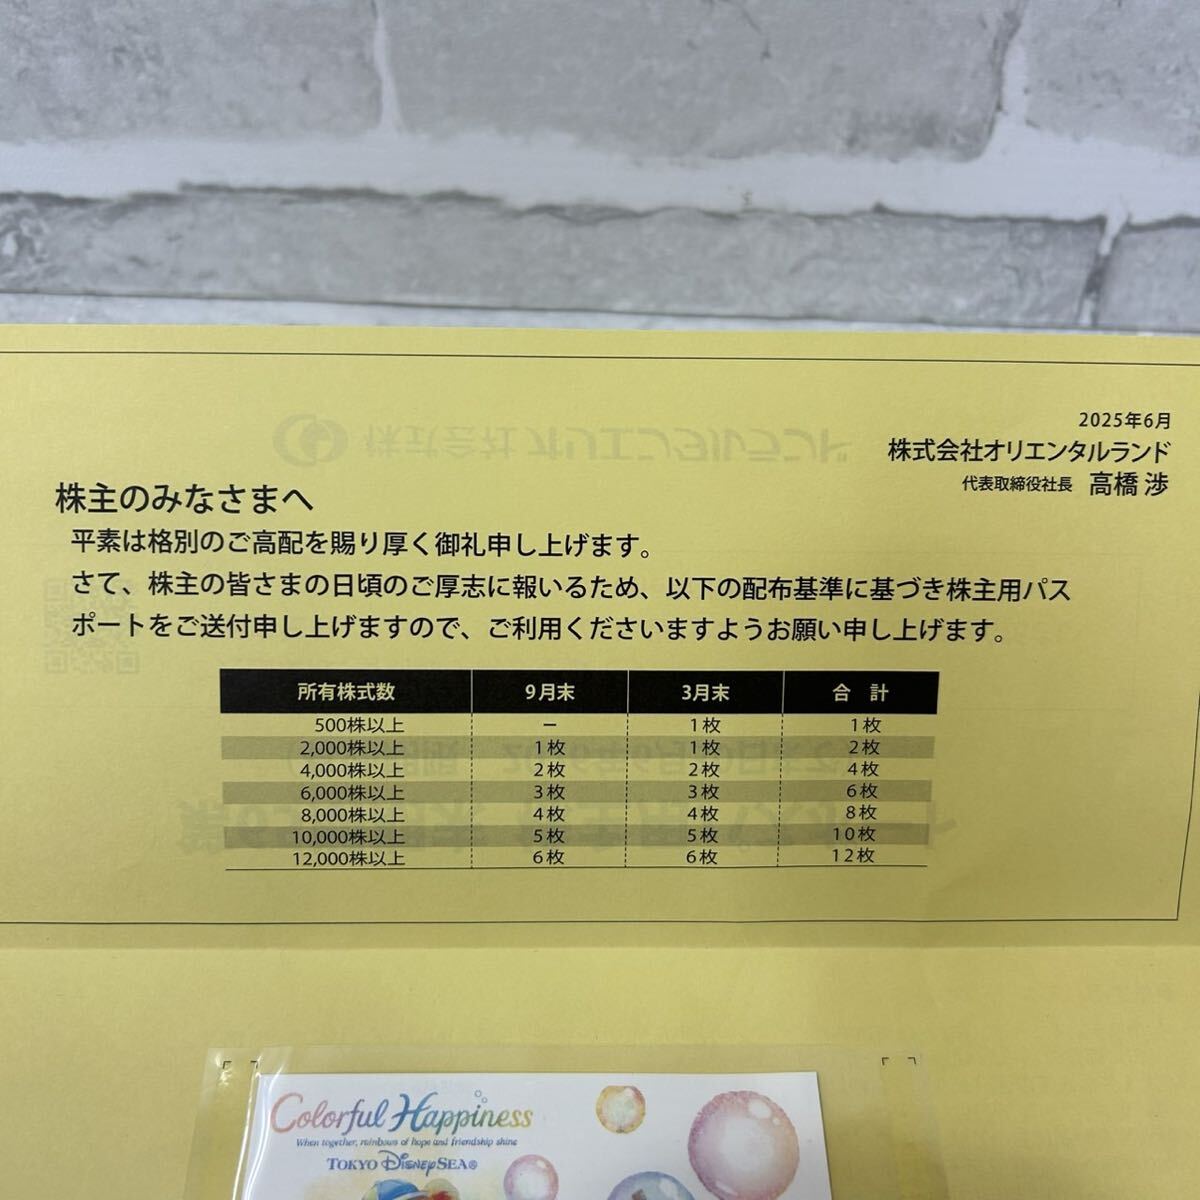 2025年6月
株式会社オリエンタルランド
代表取締役社長 高橋 渉
株主のみなさまへ
平素は格別のご高配を賜り厚く御礼申し上げます。
さて、株主の皆さまの日頃のご厚志に報いるため、以下の配布基準に基づき株主用パス
ポートをご送付申し上げますので、ご利用くださいますようお願い申し上げます。
所有株式数 9月末 3月末 合 計
500株以上 － 1枚 1枚
2,000株以上 1枚 1枚 2枚
4,000株以上 2枚 2枚 4枚
6,000株以上 3枚 3枚 6枚
8,000株以上 4枚 4枚 8枚
10,000株以上 5枚 5枚 10枚
12,000株以上 6枚 6枚 12枚
Colorful Happiness
When together, rainbows of hope and friendship shine
TOKYO DisneySEA®